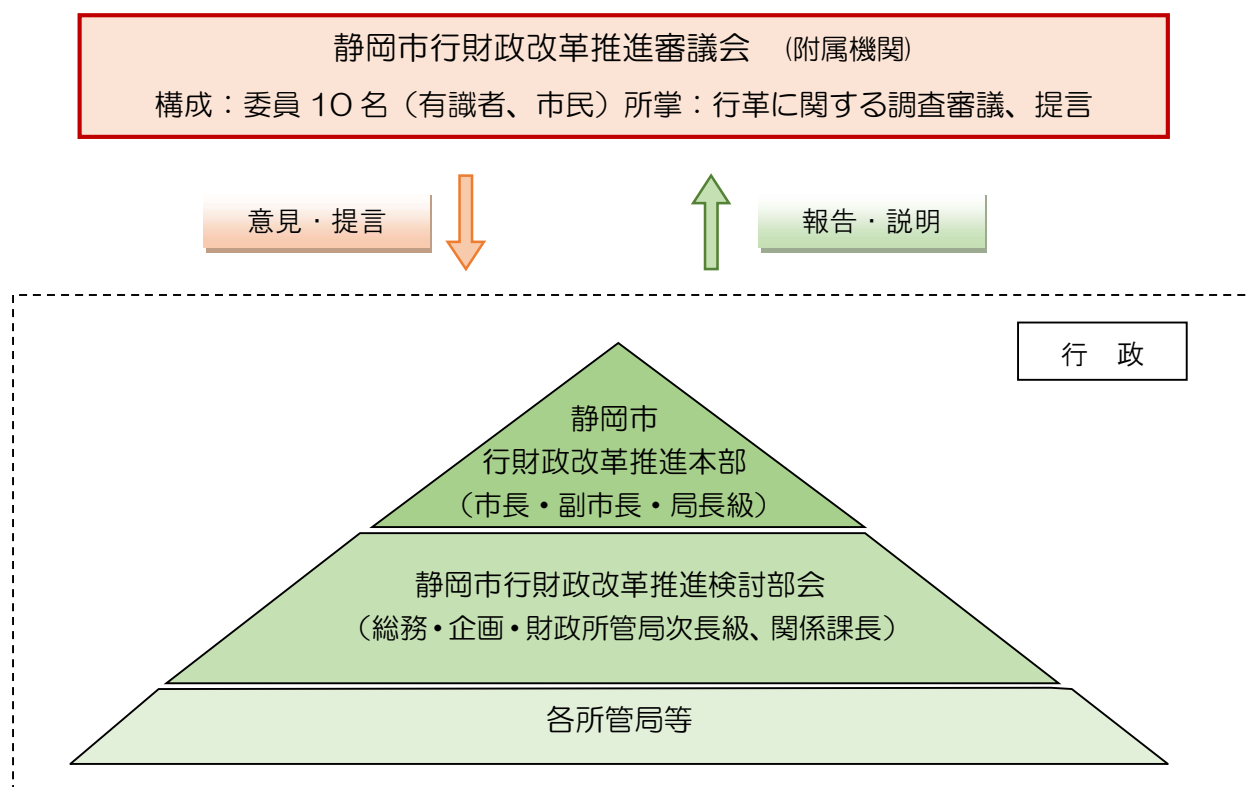 静岡市行財政改革推進審議会 (附属機関)
構成：委員 10 名（有識者、市民）所掌：行革に関する調査審議、提言
意見・提言
報告・説明
行 政
静岡市
行財政改革推進本部
（市長・副市長・局長級）
静岡市行財政改革推進検討部会
（総務・企画・財政所管局次長級、関係課長）
各所管局等